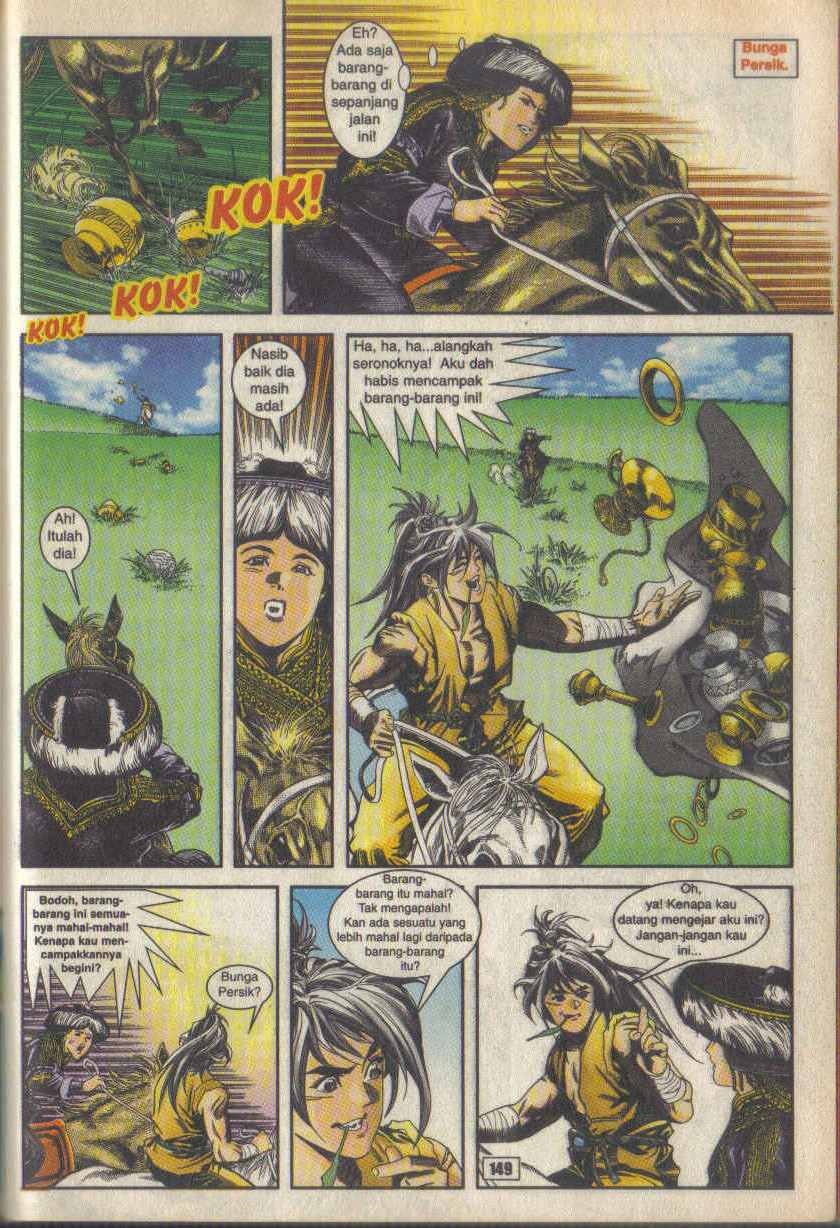 Eh?
Ada saja
barang-
barang di
sepanjang
jalan
ini!
Bunga
Persik.
KOK!
KOK!
KOK!
Ah!
Itulah
dia!
Nasib
baik dia
masih
ada!
Ha, ha, ha...alangkah
seronoknya! Aku dah
habis mencampak
barang-barang ini!
Bodoh, barang-
barang ini semua-
nya mahal-mahal!
Kenapa kau men-
campakkannya
begini?
Bunga
Persik?
Barang-
barang itu mahal?
Tak mengapalah!
Kan ada sesuatu yang
lebih mahal lagi daripada
barang-barang
itu?
Oh,
ya! Kenapa kau
datang mengejar aku ini?
Jangan-jangan kau
ini...
149